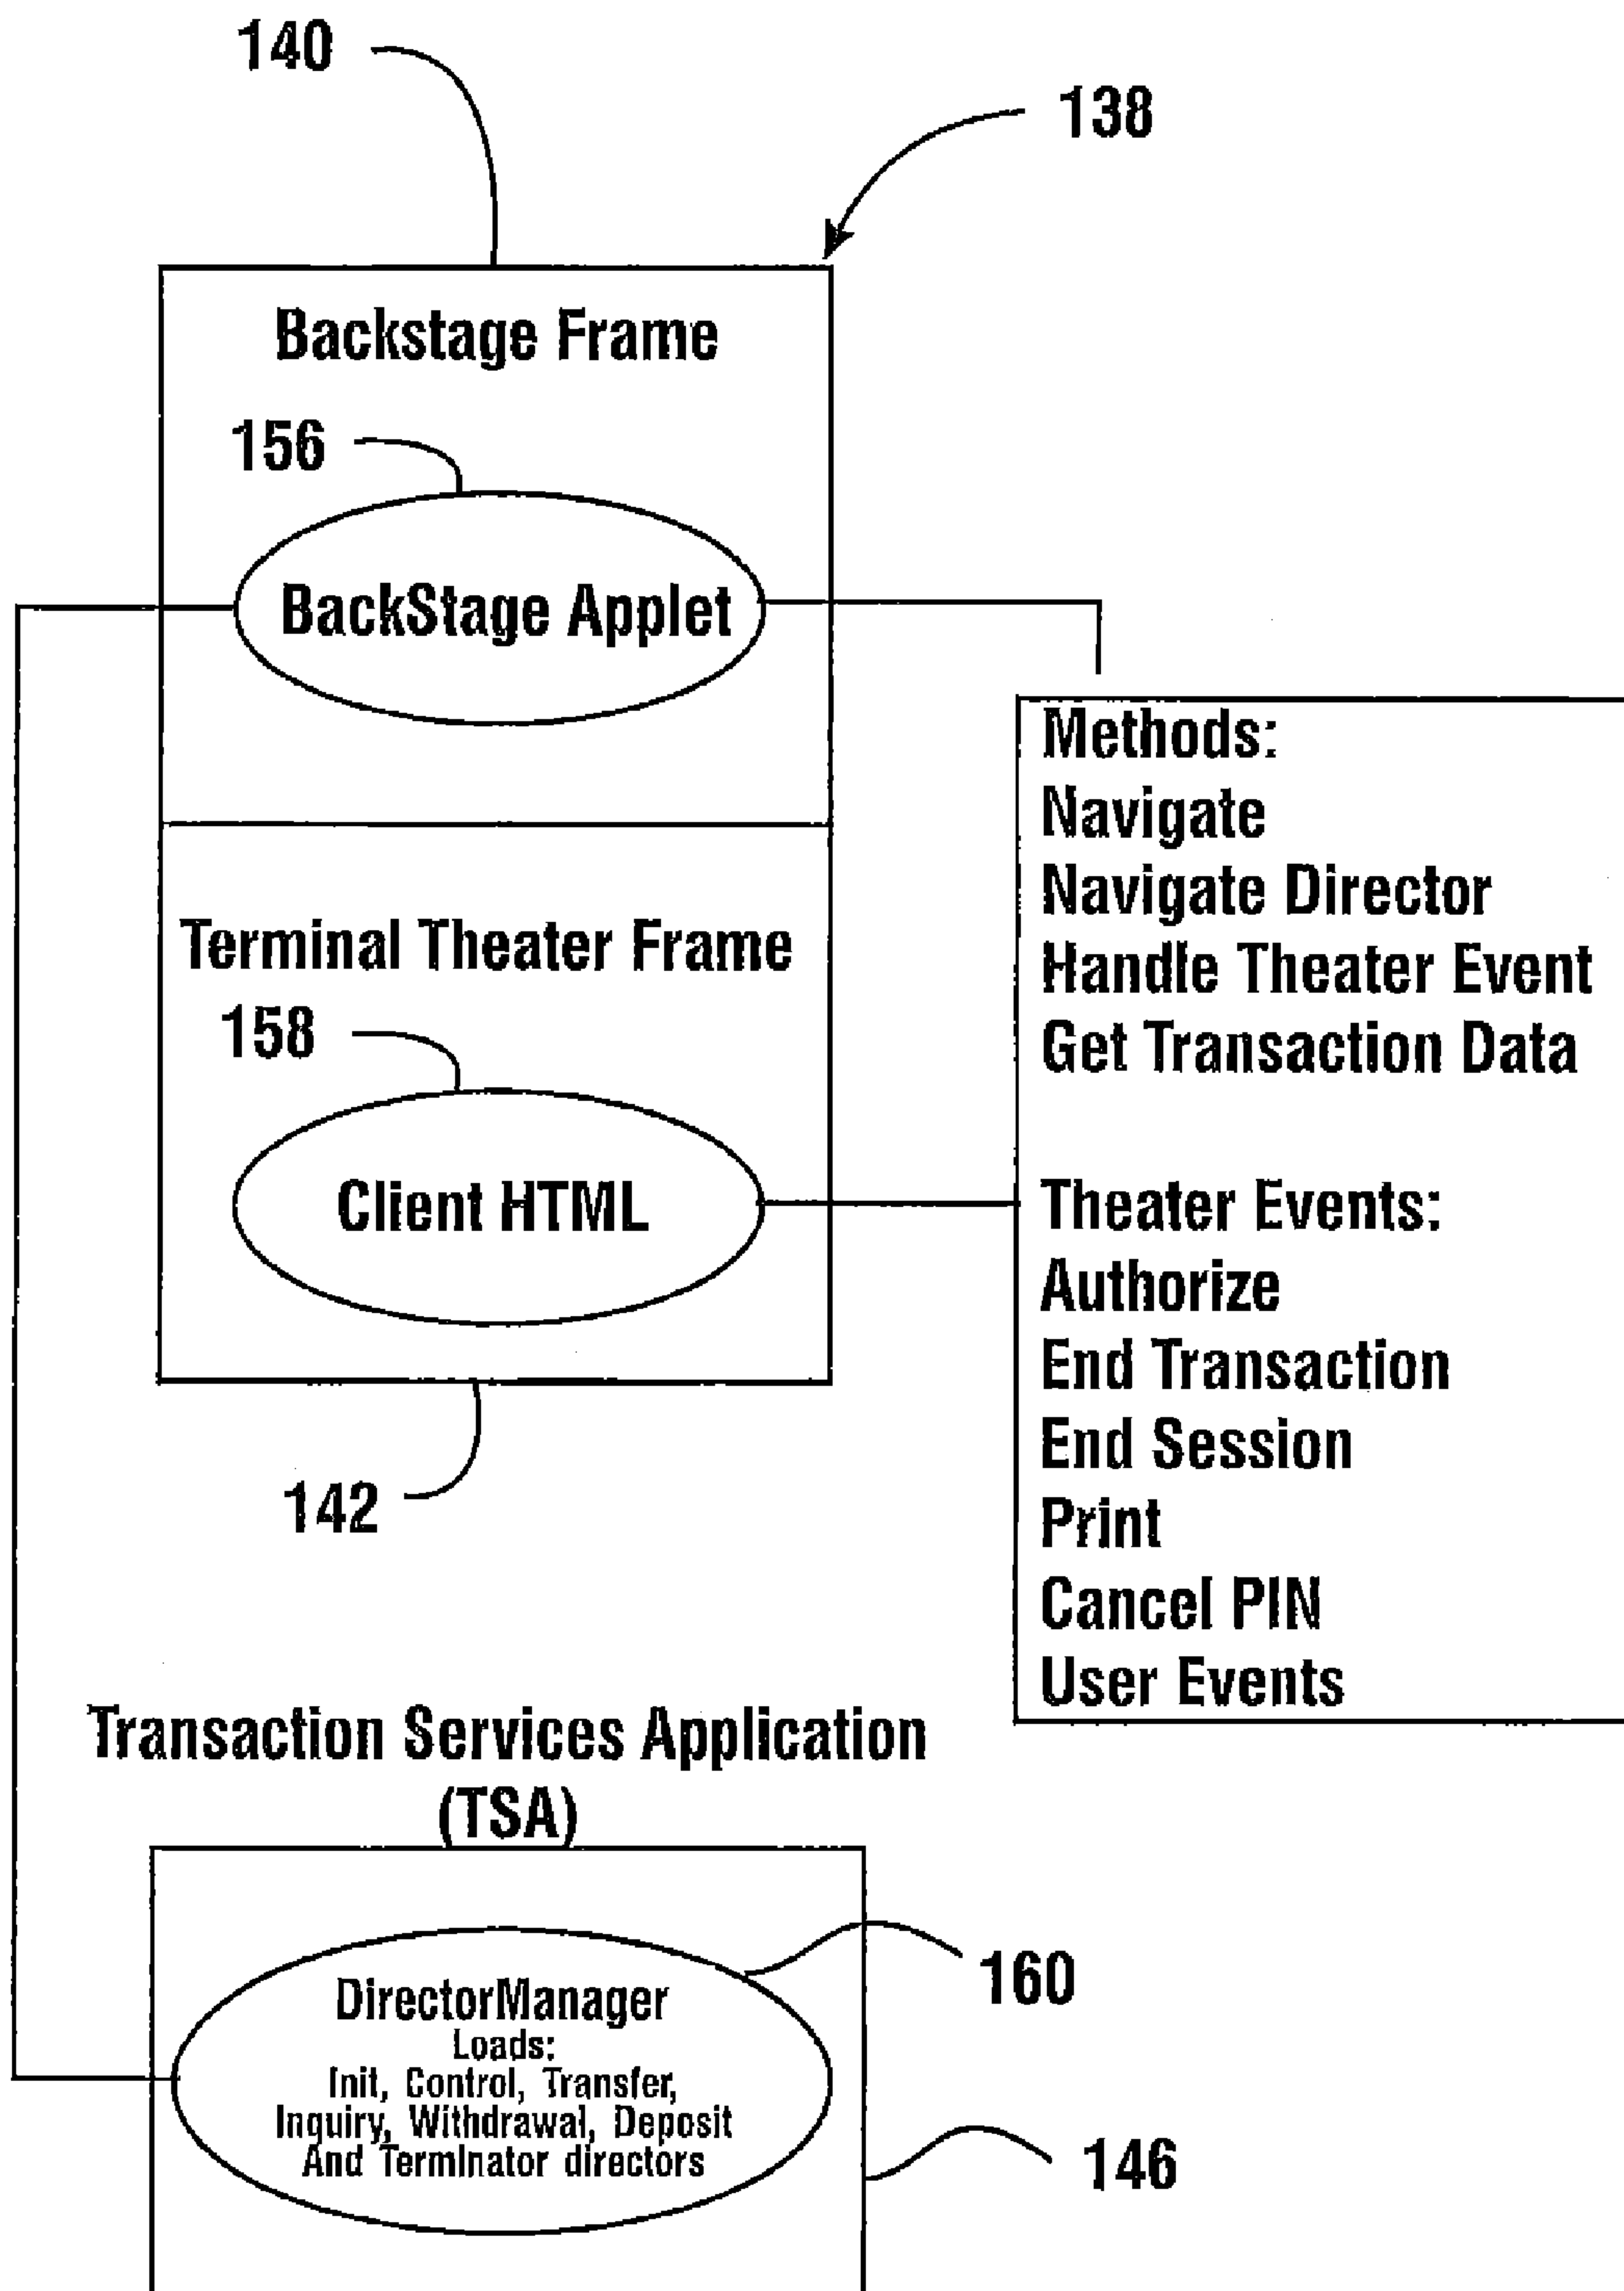 140
138
Backstage Frame
156
BackStage Applet
Methods:
Navigate
Navigate Director
Handle Theater Event
Get Transaction Data
Terminal Theater Frame
158
Client HTML
Theater Events:
Authorize
End Transaction
End Session
Print
Cancel PIN
User Events
142
Transaction Services Application
(TSA)
DirectorManager
Loads:
Init, Control, Transfer,
Inquiry, Withdrawal, Deposit
And Terminator directors
160
146